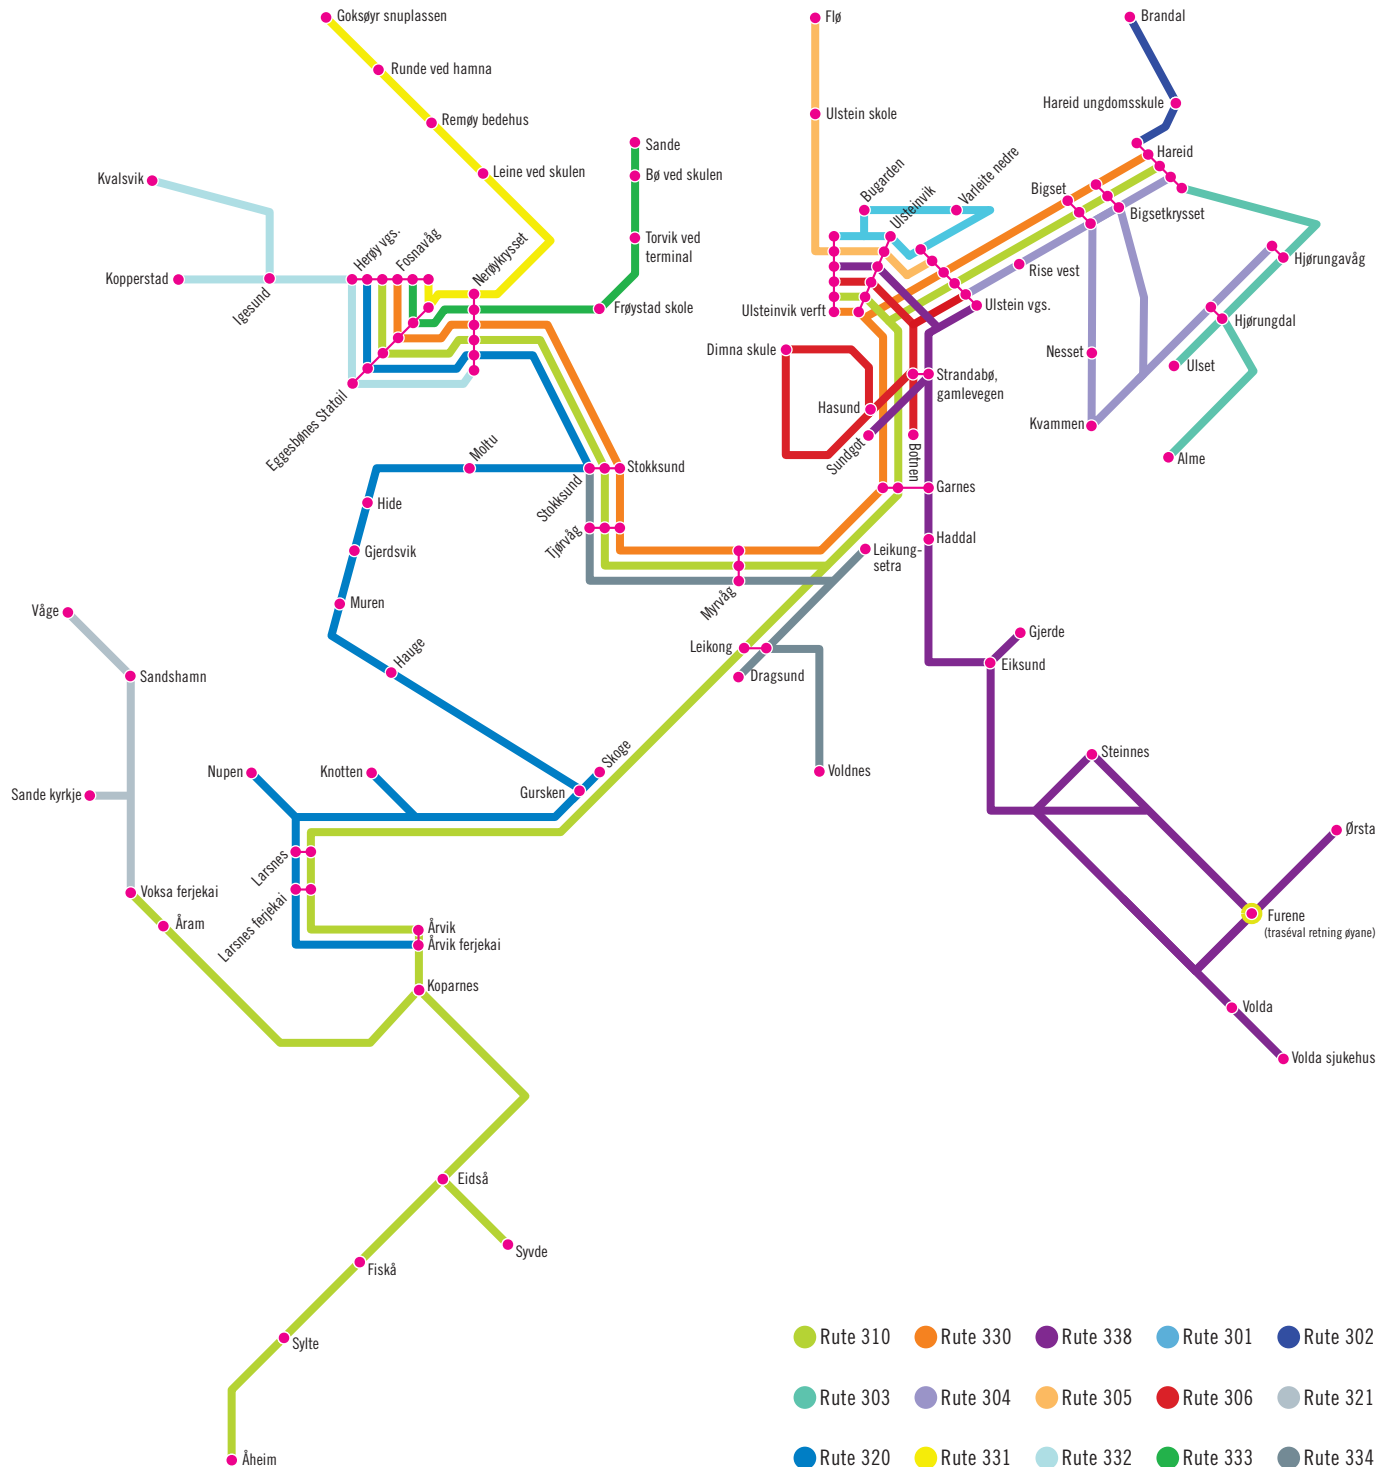 Goksøyr snuplassen
Flø
Brandal
Runde ved hamna
Hareid ungdomsskule
Remøy bedehus
Ulstein skole
Sande
Hareid
Kvalsvik
Leine ved skulen
Bø ved skulen
Bugarden
Ulsteinvik
Varleite nedre
Bigset
Bigsetkrysset
Herøy vgs.
Fosnavåg
Nerøykrysset
Torvik ved
terminal
Hjørungavåg
Kopperstad
Igesund
Rise vest
Frøystad skole
Ulsteinvik verft
Ulstein vgs.
Hjørungdal
Dimna skule
Nesset
Ulset
Strandabø,
gamlevegen
Eggesbønes Statoil
Hasund
Sundgot
Botnen
Kvammen
Alme
Moltu
Stokksund
Stokksund
Hide
Garnes
Tjørvåg
Haddal
Gjerdsvik
Leikung-
setra
Myrvåg
Muren
Våge
Hauge
Leikong
Gjerde
Eiksund
Sandshamn
Dragsund
Skoge
Steinnes
Nupen
Knotten
Gursken
Voldnes
Sande kyrkje
Ørsta
Larsnes
Voksa ferjekai
Larsnes ferjekai
Furene
(traséval retning øyane)
Åram
Årvik
Årvik ferjekai
Koparnes
Volda
Volda sjukehus
Eidså
Syvde
Fiskå
Sylte
Åheim
Rute 310
Rute 330
Rute 338
Rute 301
Rute 302
Rute 303
Rute 304
Rute 305
Rute 306
Rute 321
Rute 320
Rute 331
Rute 332
Rute 333
Rute 334